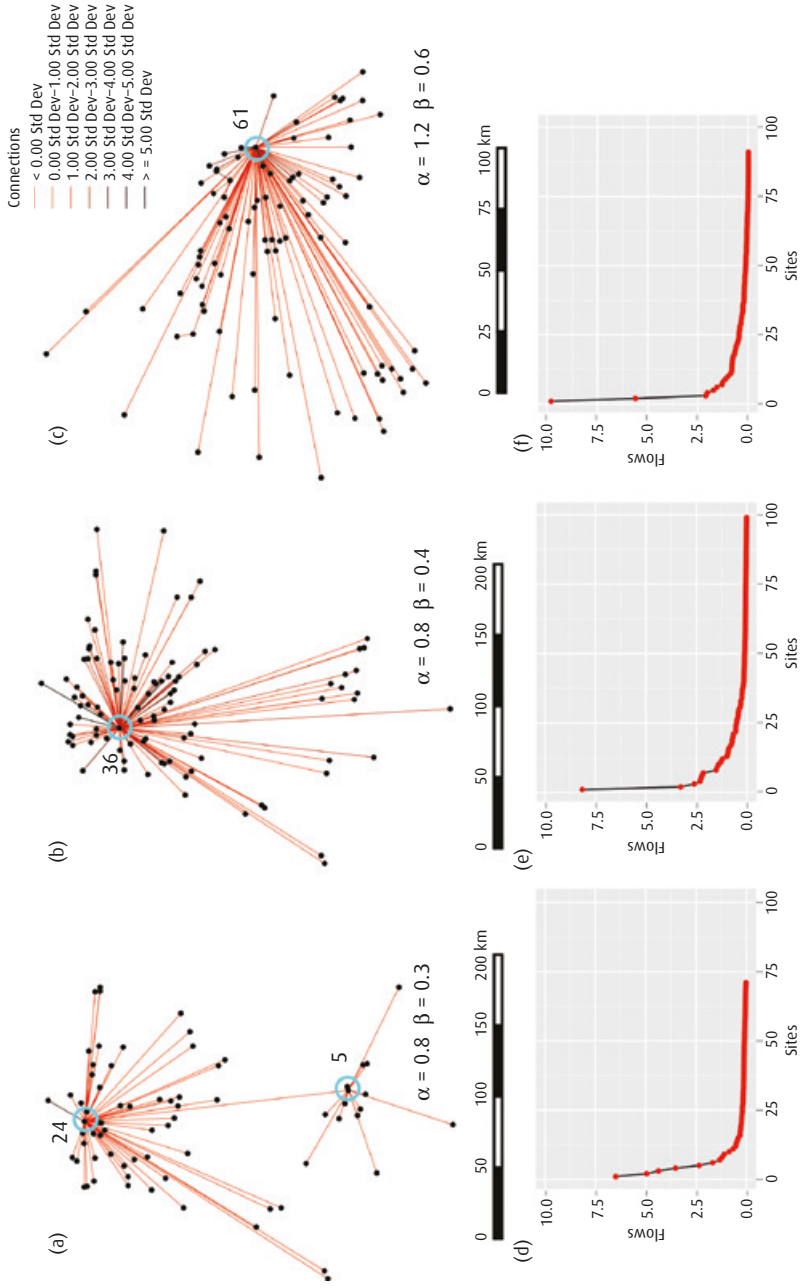 Connections
< 0.00 Std Dev
0.00 Std Dev–1.00 Std Dev
1.00 Std Dev–2.00 Std Dev
2.00 Std Dev–3.00 Std Dev
3.00 Std Dev–4.00 Std Dev
4.00 Std Dev–5.00 Std Dev
> = 5.00 Std Dev
(a)
24
5
α = 0.8 β = 0.3
0 50 100 150 200 km
(b)
36
α = 0.8 β = 0.4
0 50 100 150 200 km
(c)
61
α = 1.2 β = 0.6
0 25 50 75 100 km
(d)
10.0
7.5
5.0
2.5
0.0
Flows
0 25 50 75 100
Sites
(e)
10.0
7.5
5.0
2.5
0.0
Flows
0 25 50 75 100
Sites
(f)
10.0
7.5
5.0
2.5
0.0
Flows
0 25 50 75 100
Sites